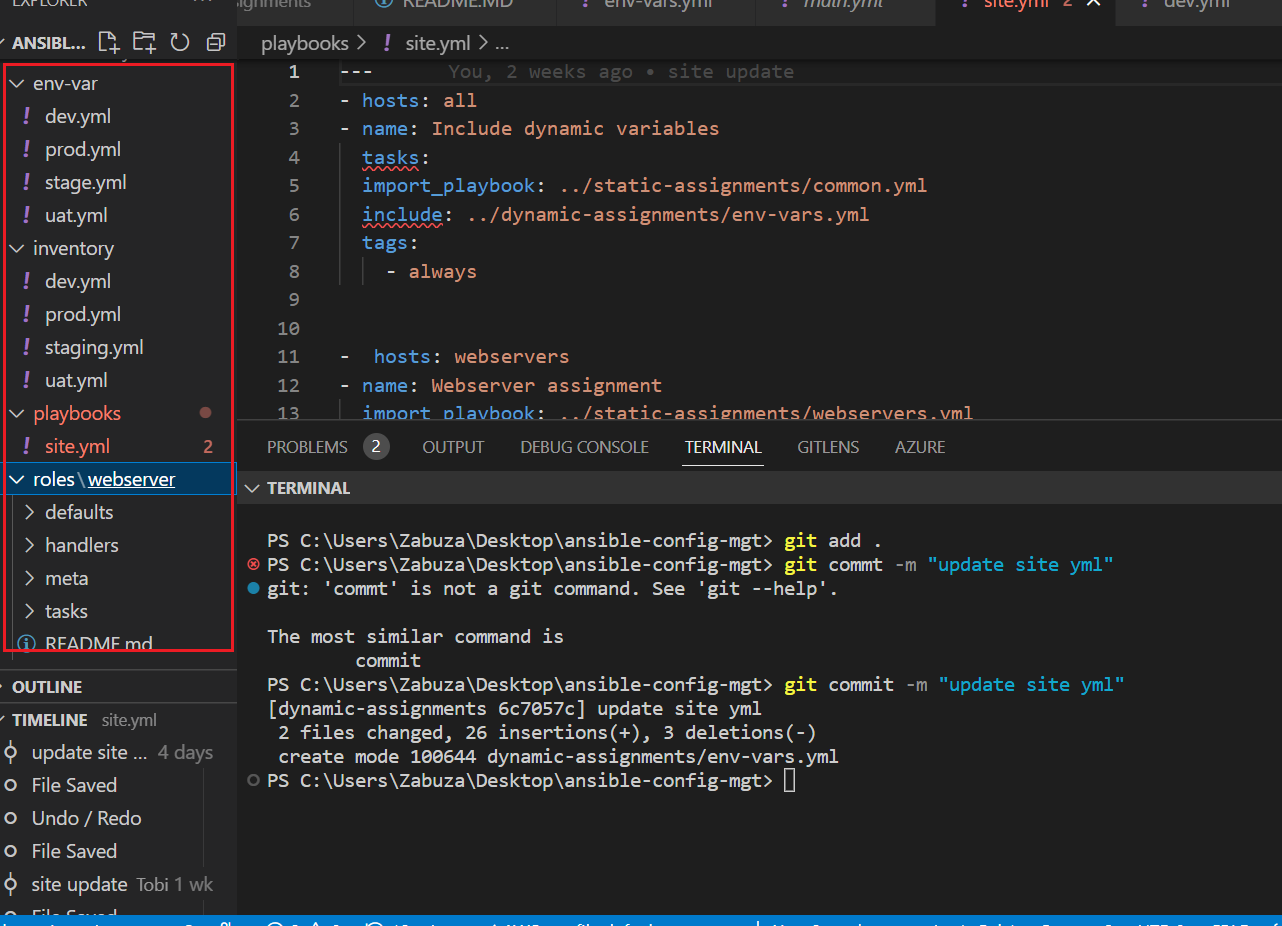 EXPLORER
README.MD
env-vars.yml
main.yml
site.yml 2
dev.yml
ANSIBL...
playbooks > ! site.yml > ...
env-var
! dev.yml
! prod.yml
! stage.yml
! uat.yml
inventory
! dev.yml
! prod.yml
! staging.yml
! uat.yml
playbooks
! site.yml 2
roles\webserver
defaults
handlers
meta
tasks
README.md
OUTLINE
TIMELINE site.yml
update site ... 4 days
File Saved
Undo / Redo
File Saved
site update Tobi 1 wk
File Saved
1 --- You, 2 weeks ago • site update
2 - hosts: all
3 - name: Include dynamic variables
4 tasks:
5 import_playbook: ../static-assignments/common.yml
6 include: ../dynamic-assignments/env-vars.yml
7 tags:
8 - always
9
10
11 - hosts: webservers
12 - name: Webserver assignment
13 import_playbook: ../static-assignments/webservers.yml
PROBLEMS 2 OUTPUT DEBUG CONSOLE TERMINAL GITLENS AZURE
TERMINAL
PS C:\Users\Zabuza\Desktop\ansible-config-mgt> git add .
PS C:\Users\Zabuza\Desktop\ansible-config-mgt> git commt -m "update site yml"
git: 'commt' is not a git command. See 'git --help'.
The most similar command is
commit
PS C:\Users\Zabuza\Desktop\ansible-config-mgt> git commit -m "update site yml"
[dynamic-assignments 6c7057c] update site yml
2 files changed, 26 insertions(+), 3 deletions(-)
create mode 100644 dynamic-assignments/env-vars.yml
PS C:\Users\Zabuza\Desktop\ansible-config-mgt>